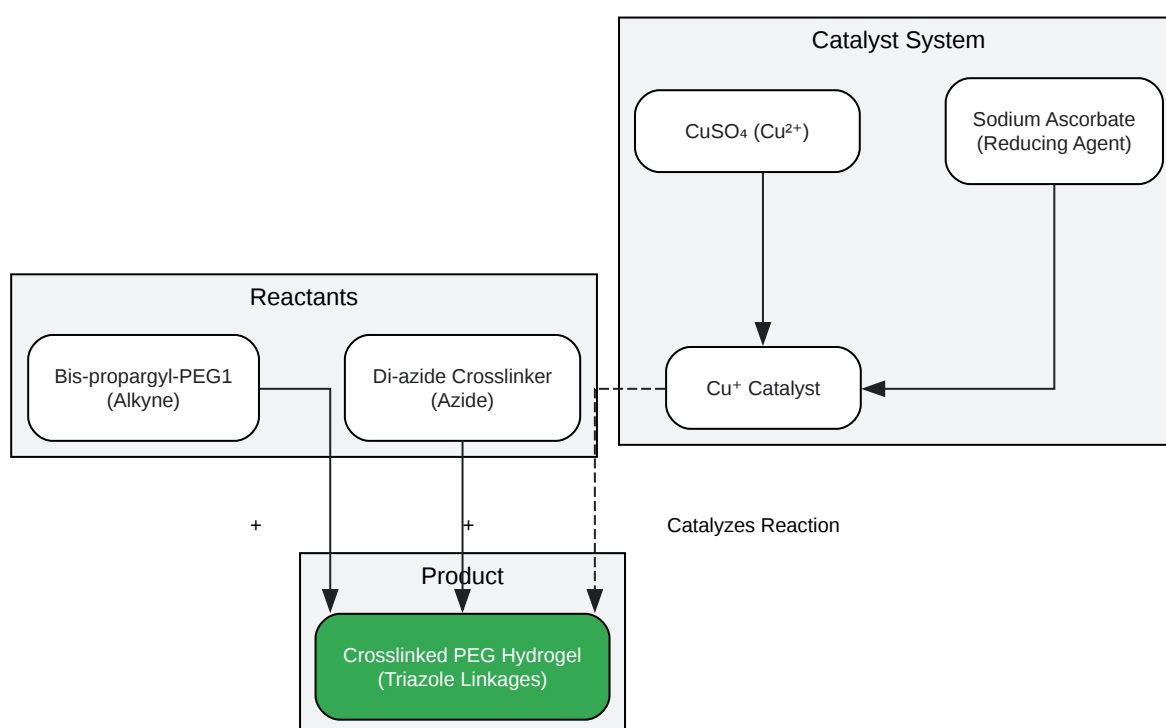 Catalyst System
CuSO₄ (Cu²⁺)
Sodium Ascorbate
(Reducing Agent)
Reactants
Bis-propargyl-PEG1
(Alkyne)
Di-azide Crosslinker
(Azide)
Cu⁺ Catalyst
+
+
Catalyzes Reaction
Product
Crosslinked PEG Hydrogel
(Triazole Linkages)